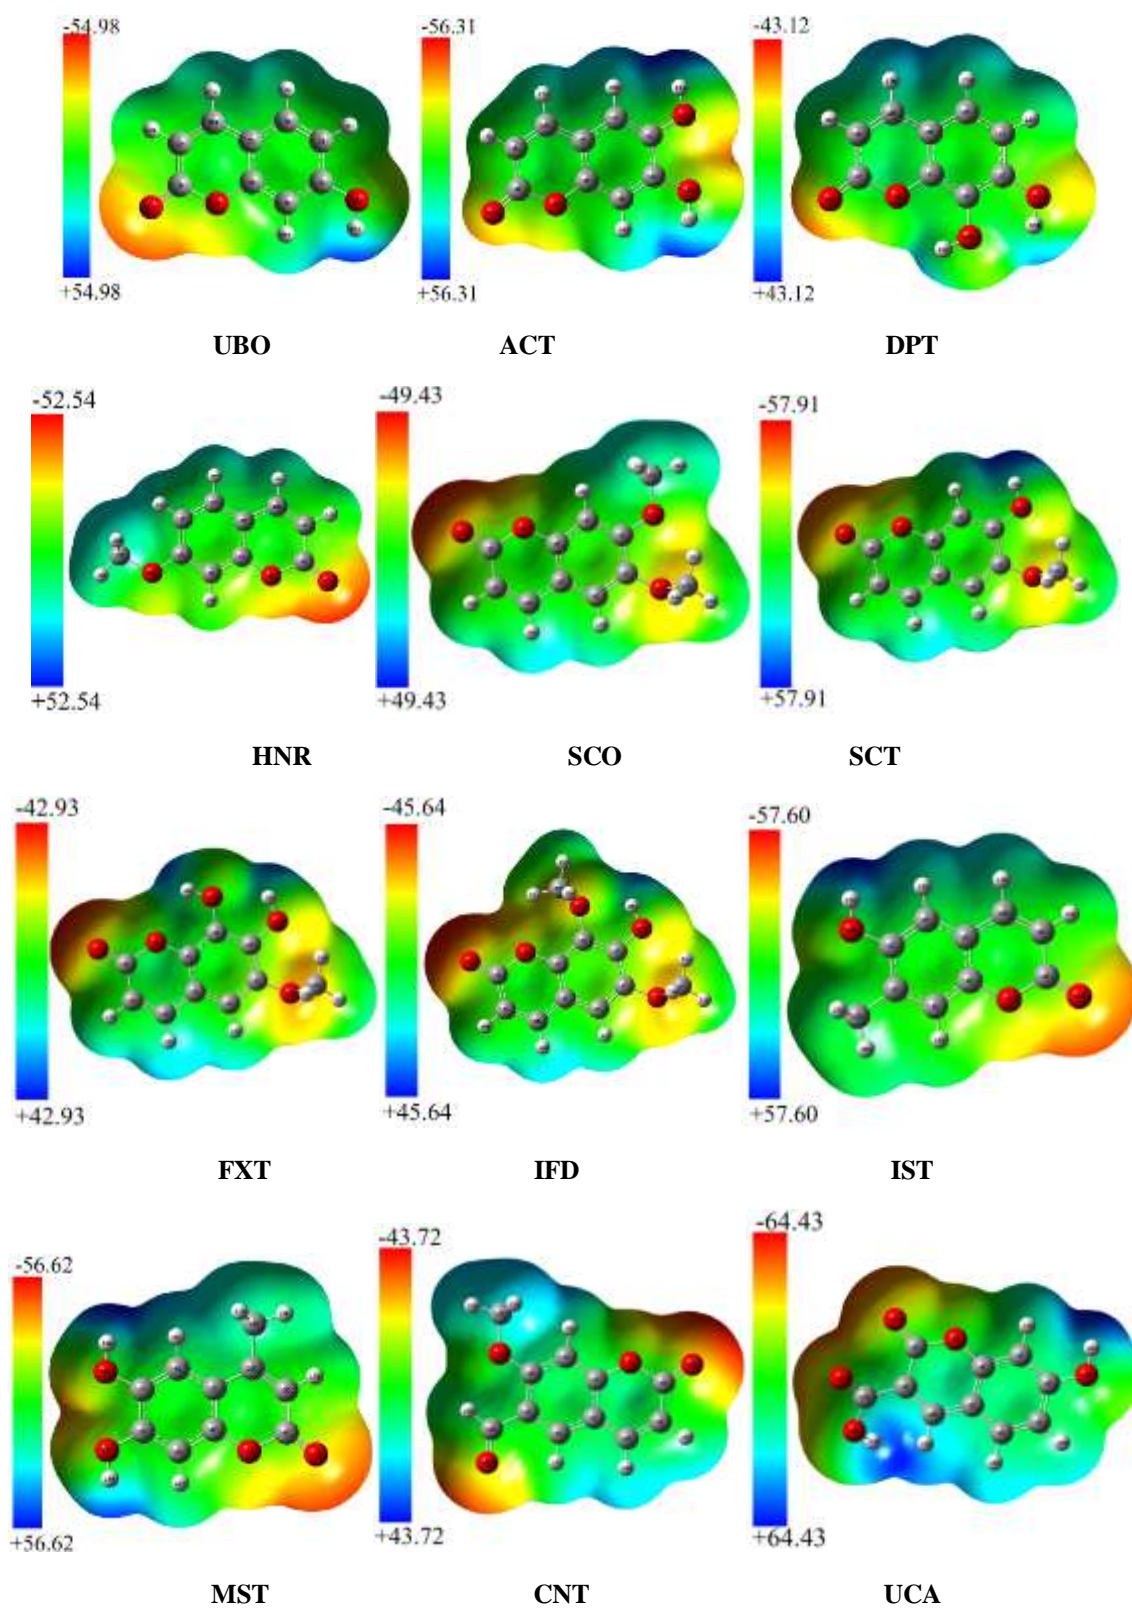 -54.98 -56.31 -43.12
+54.98 +56.31 +43.12
UBO ACT DPT
-52.54 -49.43 -57.91
+52.54 +49.43 +57.91
HNR SCO SCT
-42.93 -45.64 -57.60
+42.93 +45.64 +57.60
FXT IFD IST
-56.62 -43.72 -64.43
+56.62 +43.72 +64.43
MST CNT UCA